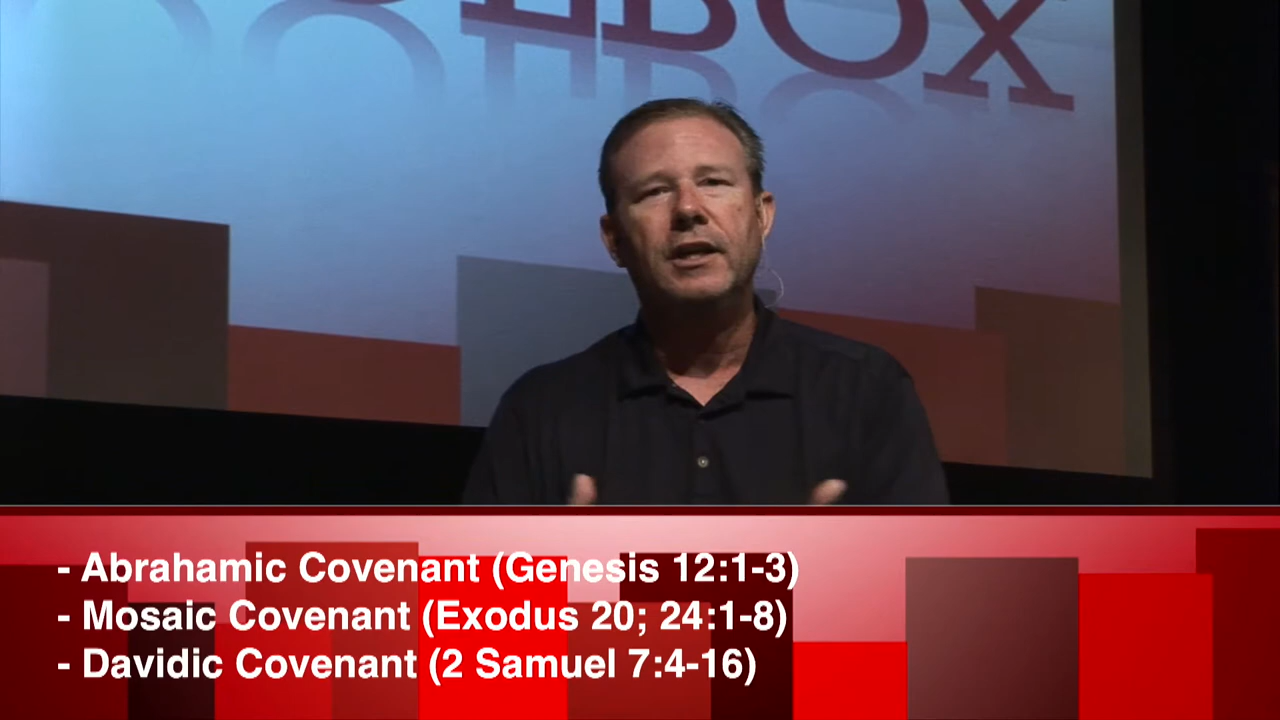 - Abrahamic Covenant (Genesis 12:1-3)
- Mosaic Covenant (Exodus 20; 24:1-8)
- Davidic Covenant (2 Samuel 7:4-16)